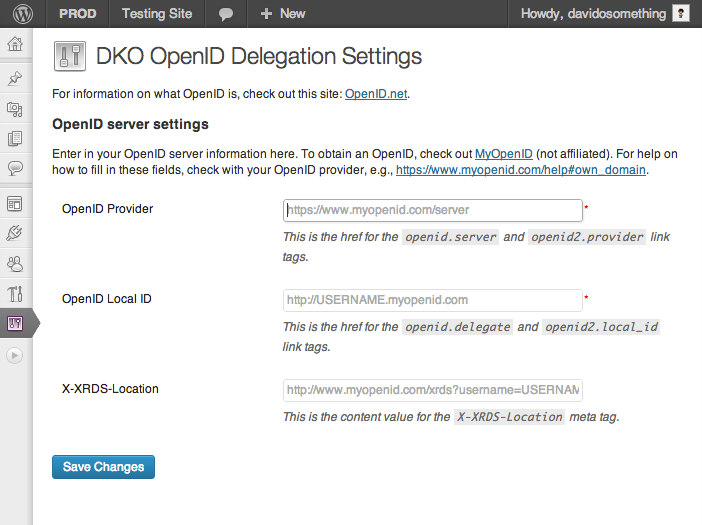 PROD Testing Site + New Howdy, davidosomething
DKO OpenID Delegation Settings
For information on what OpenID is, check out this site: OpenID.net.
OpenID server settings
Enter in your OpenID server information here. To obtain an OpenID, check out MyOpenID (not affiliated). For help on
how to fill in these fields, check with your OpenID provider, e.g., https://www.myopenid.com/help#own_domain.
OpenID Provider https://www.myopenid.com/server *
This is the href for the openid.server and openid2.provider link
tags.
OpenID Local ID http://USERNAME.myopenid.com *
This is the href for the openid.delegate and openid2.local_id
link tags.
X-XRDS-Location http://www.myopenid.com/xrds?username=USERNAM
This is the content value for the X-XRDS-Location meta tag.
Save Changes